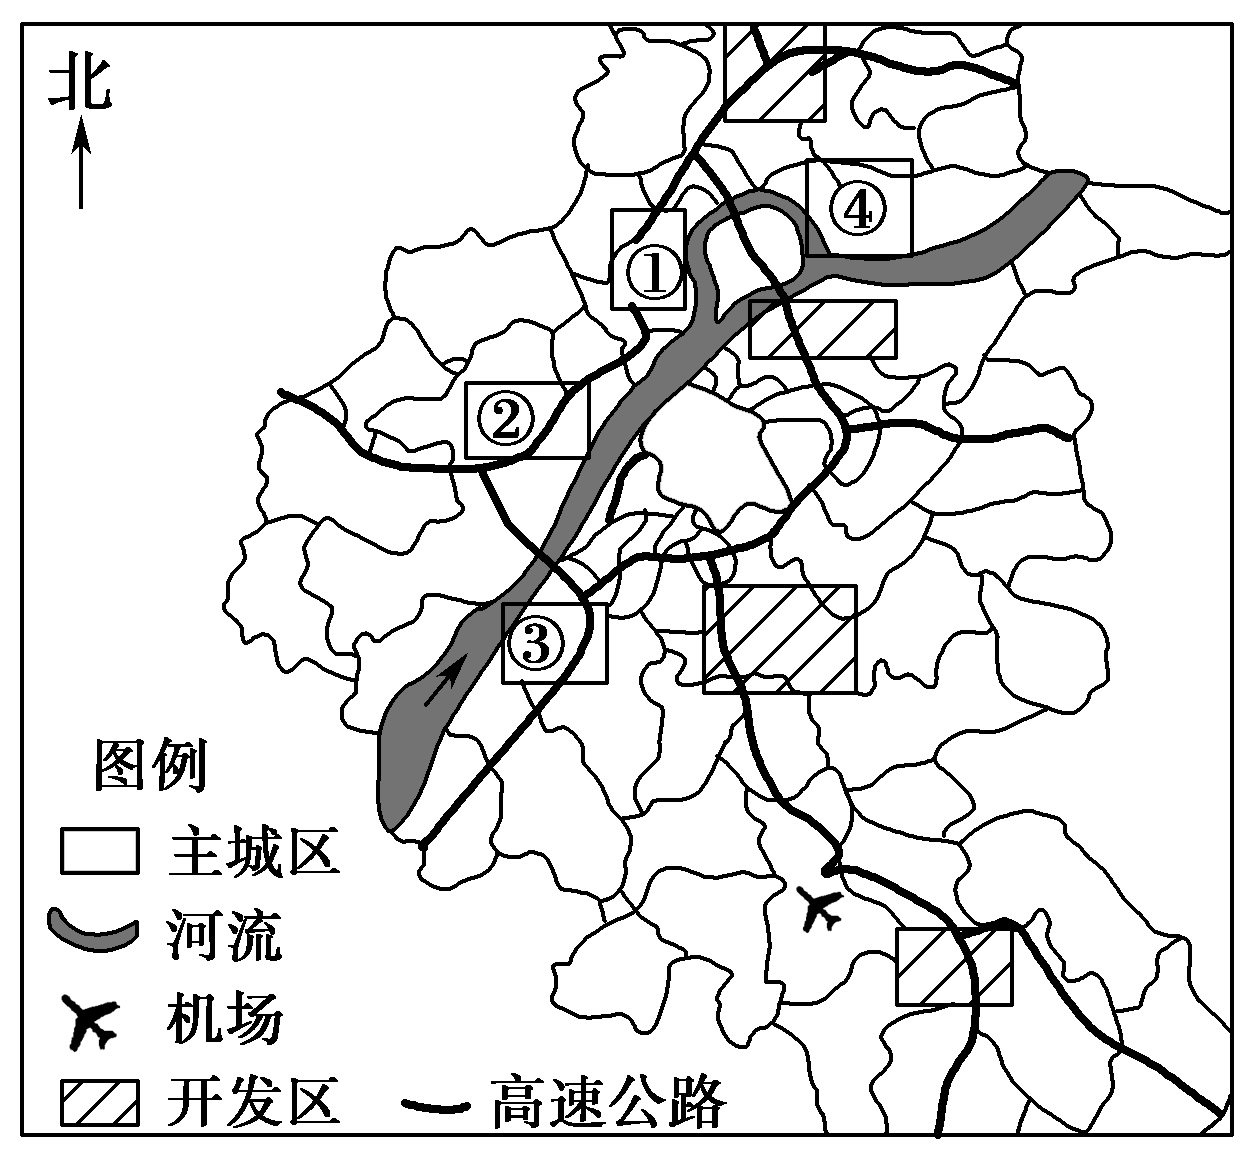 北
④
①
②
③
图例
主城区
河流
机场
开发区
高速公路